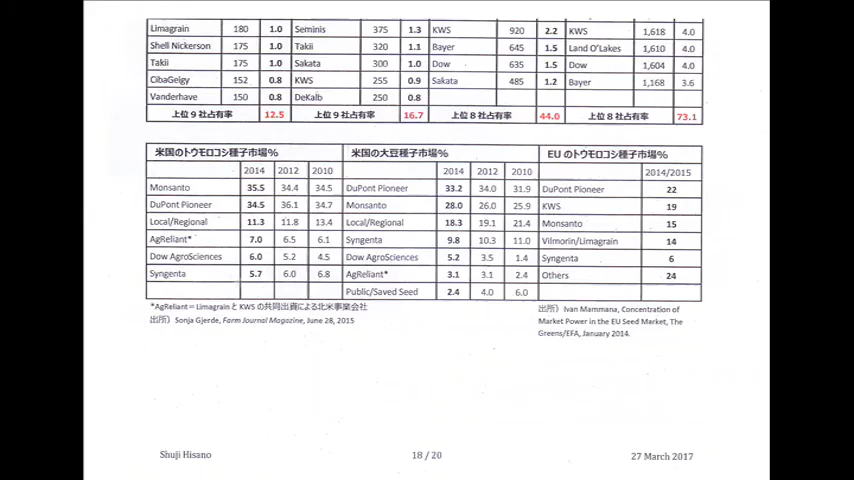 Limagrain 180 1.0 Seminis 375 1.3 KWS 920 2.2 KWS 1,618 4.0
Shell Nickerson 175 1.0 Takii 320 1.1 Bayer 645 1.5 Land O'Lakes 1,610 4.0
Takii 175 1.0 Sakata 300 1.0 Dow 635 1.5 Dow 1,604 4.0
CibaGelgy 152 0.8 KWS 255 0.9 Sakata 485 1.2 Bayer 1,168 3.6
Vanderhave 150 0.8 DeKalb 250 0.8
上位9社占有率 12.5 上位9社占有率 16.7 上位8社占有率 44.0 上位8社占有率 73.1
米国のトウモロコシ種子市場% 米国の大豆種子市場% EUのトウモロコシ種子市場%
2014 2012 2010 2014 2012 2010 2014/2015
Monsanto 35.5 34.4 34.5 DuPont Pioneer 33.2 34.0 31.9 DuPont Pioneer 22
DuPont Pioneer 34.5 36.1 34.7 Monsanto 28.0 26.0 25.9 KWS 19
Local/Regional 11.3 11.8 13.4 Local/Regional 18.3 19.1 21.4 Monsanto 15
AgReliant* 7.0 6.5 6.1 Syngenta 9.8 10.3 11.0 Vilmorin/Limagrain 14
Dow AgroSciences 6.0 5.2 4.5 Dow AgroSciences 5.2 3.5 1.4 Syngenta 6
Syngenta 5.7 6.0 6.8 AgReliant* 3.1 3.1 2.4 Others 24
Public/Saved Seed 2.4 4.0 6.0
*AgReliant=LimagrainとKWSの共同出資による北米事業会社
出所）Sonja Gjerde, Farm Journal Magazine, June 28, 2015
出所）Ivan Mammana, Concentration of
Market Power in the EU Seed Market, The
Greens/EFA, January 2014.
Shuji Hisano 18 / 20 27 March 2017